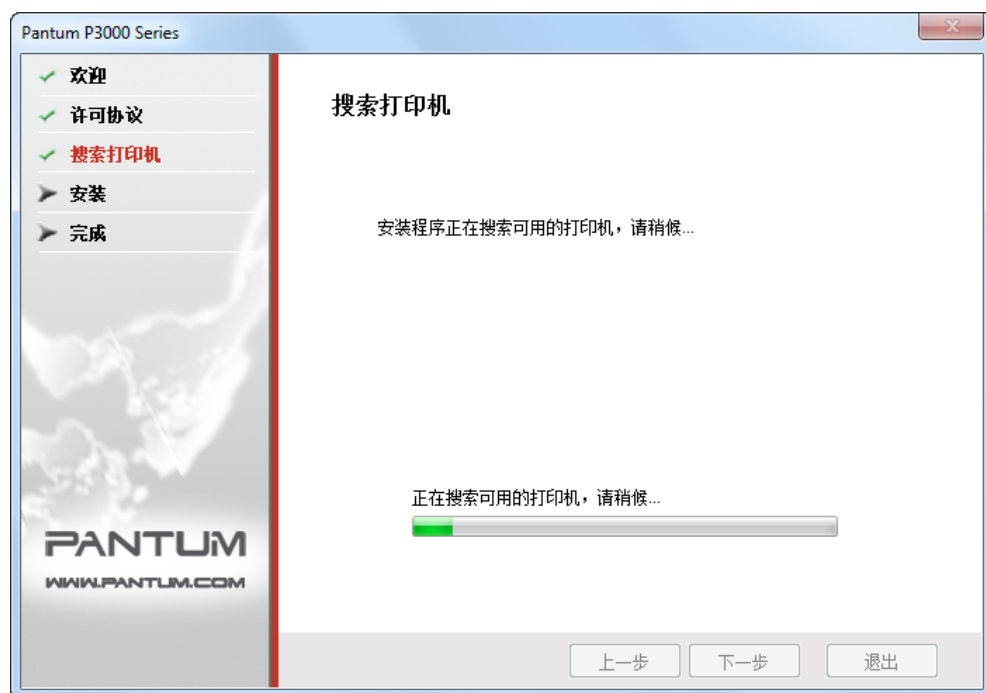 Pantum P3000 Series
欢迎
许可协议
搜索打印机
安装
完成
PANTUM
WWW.PANTUM.COM
搜索打印机
安装程序正在搜索可用的打印机，请稍候...
正在搜索可用的打印机，请稍候...
上一步 下一步 退出